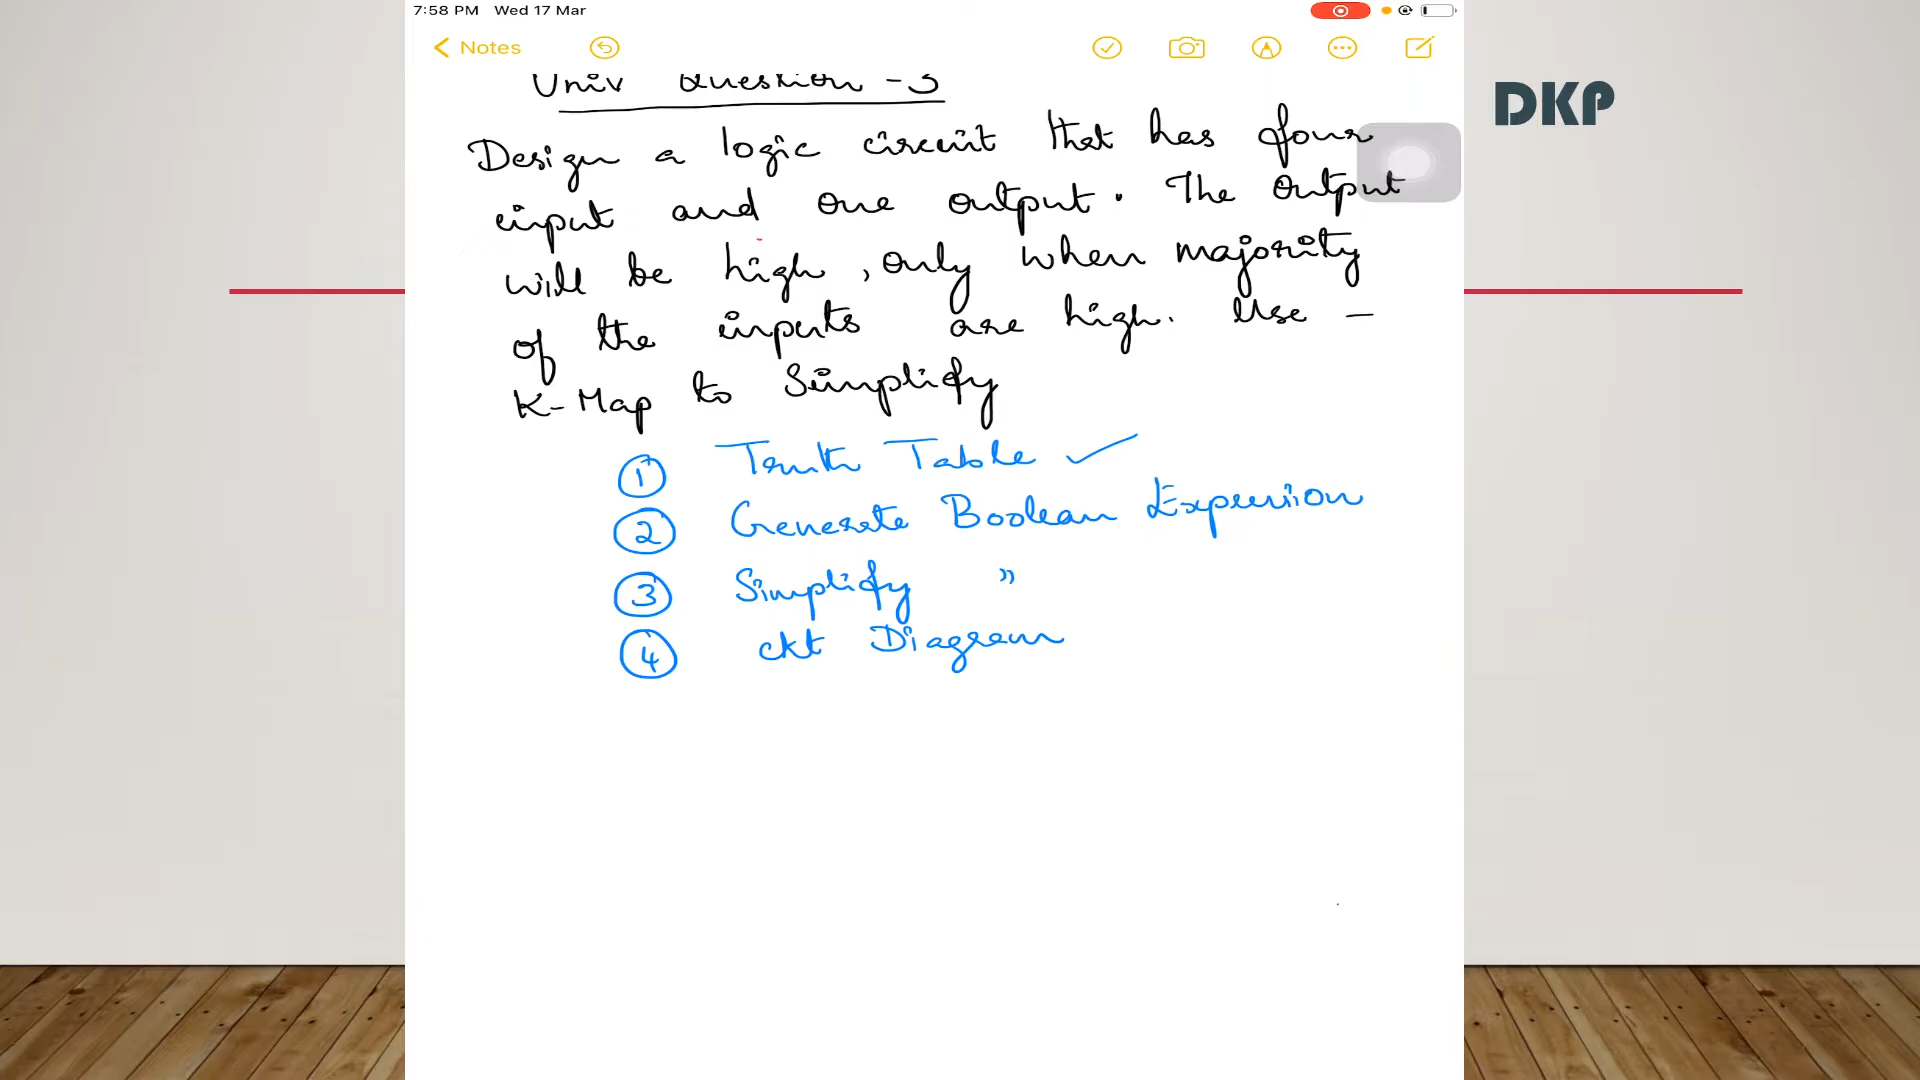 7:58 PM Wed 17 Mar
Notes
DKP
Univ Question - 3
Design a logic circuit that has four
input and one output. The output
will be high, only when majority
of the inputs are high. Use -
K-Map to Simplify
1 Truth Table ✓
2 Generate Boolean Expression
3 Simplify "
4 ckt Diagram